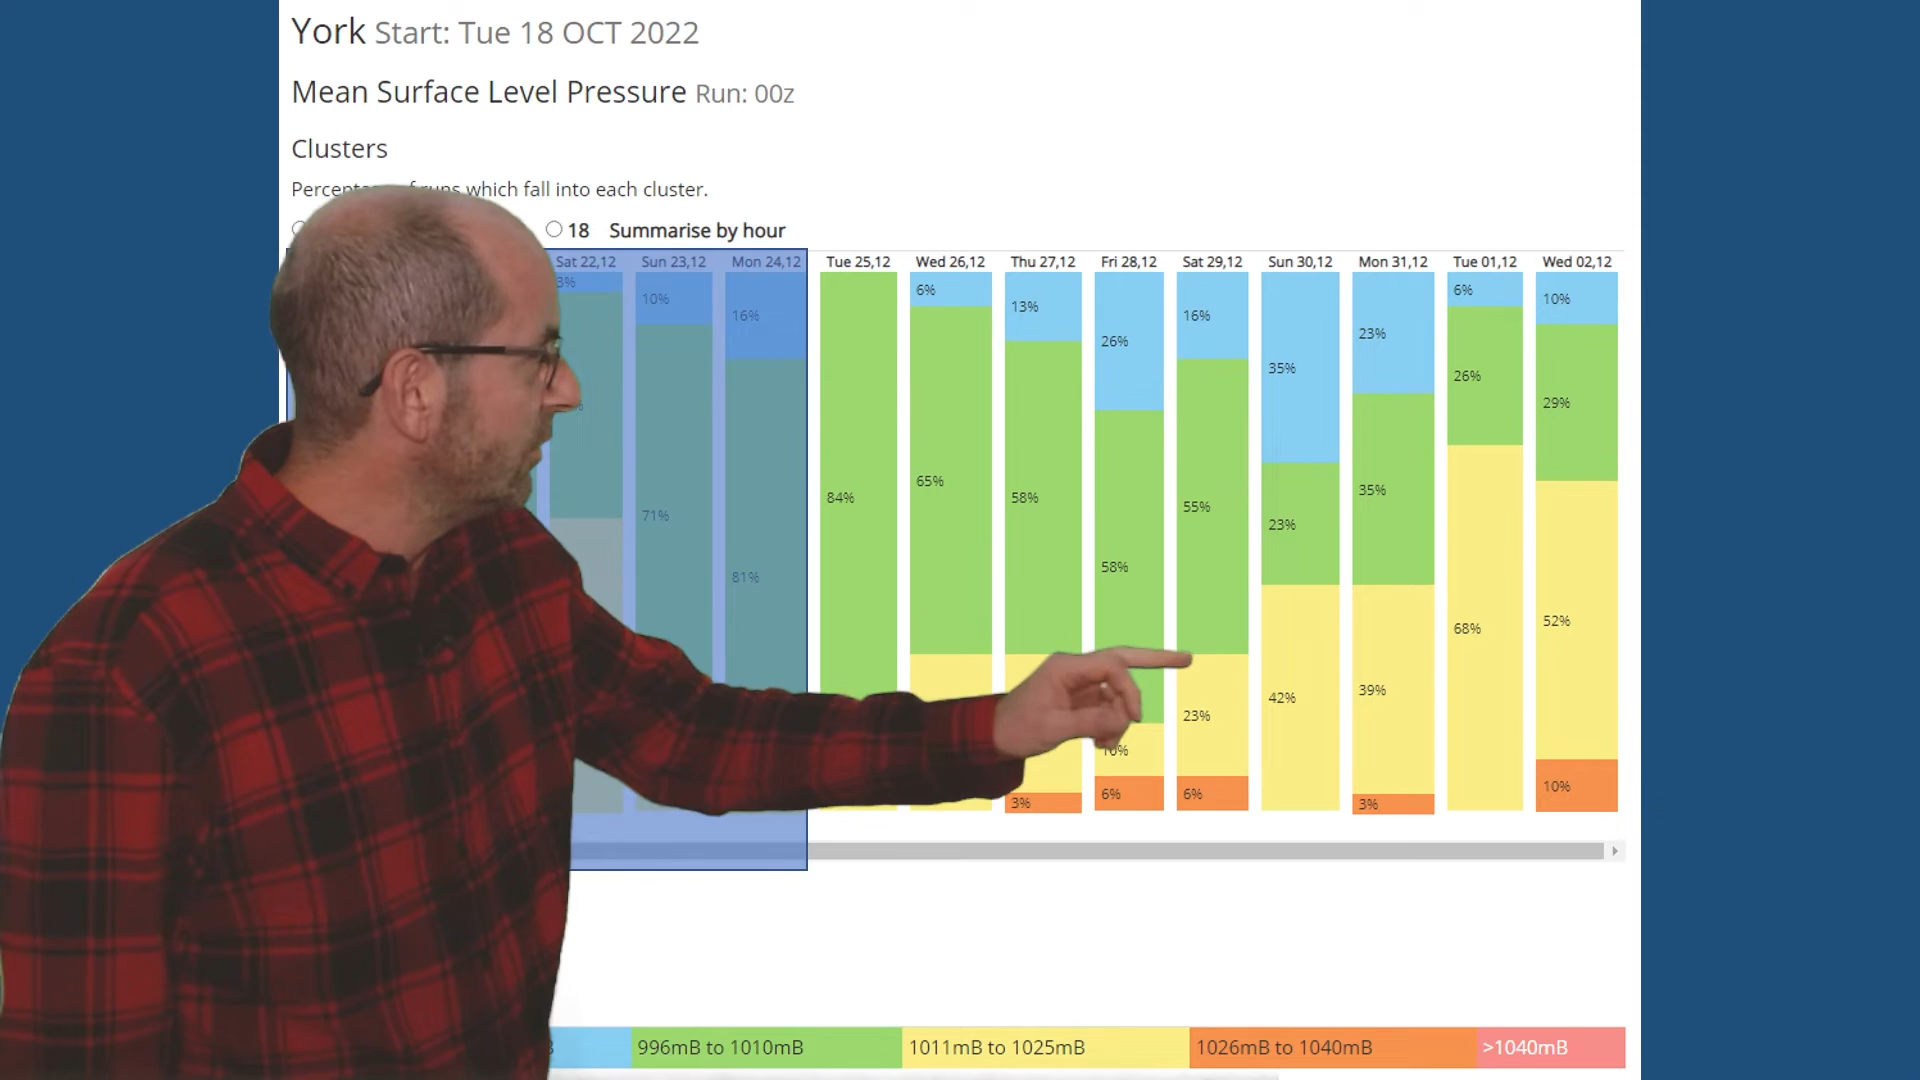 York Start: Tue 18 OCT 2022
Mean Surface Level Pressure Run: 00z
Clusters
which fall into each cluster.
18 Summarise by hour
Sat 22,12 Sun 23,12 Mon 24,12 Tue 25,12 Wed 26,12 Thu 27,12 Fri 28,12 Sat 29,12 Sun 30,12 Mon 31,12 Tue 01,12 Wed 02,12
3% 10% 16% 6% 13% 26% 16% 35% 23% 6% 10%
71% 81% 84% 65% 58% 58% 55% 23% 35% 26% 29%
10% 23% 42% 39% 68% 52%
3% 6% 6% 3% 10%
996mB to 1010mB 1011mB to 1025mB 1026mB to 1040mB >1040mB